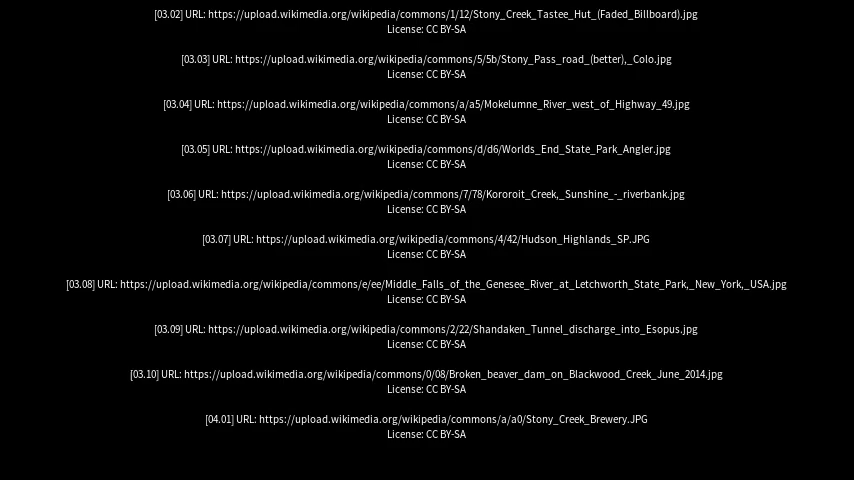 [03.02] URL: https://upload.wikimedia.org/wikipedia/commons/1/12/Stony_Creek_Tastee_Hut_(Faded_Billboard).jpg
License: CC BY-SA
[03.03] URL: https://upload.wikimedia.org/wikipedia/commons/5/5b/Stony_Pass_road_(better),_Colo.jpg
License: CC BY-SA
[03.04] URL: https://upload.wikimedia.org/wikipedia/commons/a/a5/Mokelumne_River_west_of_Highway_49.jpg
License: CC BY-SA
[03.05] URL: https://upload.wikimedia.org/wikipedia/commons/d/d6/Worlds_End_State_Park_Angler.jpg
License: CC BY-SA
[03.06] URL: https://upload.wikimedia.org/wikipedia/commons/7/78/Kororoit_Creek,_Sunshine_-_riverbank.jpg
License: CC BY-SA
[03.07] URL: https://upload.wikimedia.org/wikipedia/commons/4/42/Hudson_Highlands_SP.JPG
License: CC BY-SA
[03.08] URL: https://upload.wikimedia.org/wikipedia/commons/e/ee/Middle_Falls_of_the_Genesee_River_at_Letchworth_State_Park,_New_York,_USA.jpg
License: CC BY-SA
[03.09] URL: https://upload.wikimedia.org/wikipedia/commons/2/22/Shandaken_Tunnel_discharge_into_Esopus.jpg
License: CC BY-SA
[03.10] URL: https://upload.wikimedia.org/wikipedia/commons/0/08/Broken_beaver_dam_on_Blackwood_Creek_June_2014.jpg
License: CC BY-SA
[04.01] URL: https://upload.wikimedia.org/wikipedia/commons/a/a0/Stony_Creek_Brewery.JPG
License: CC BY-SA